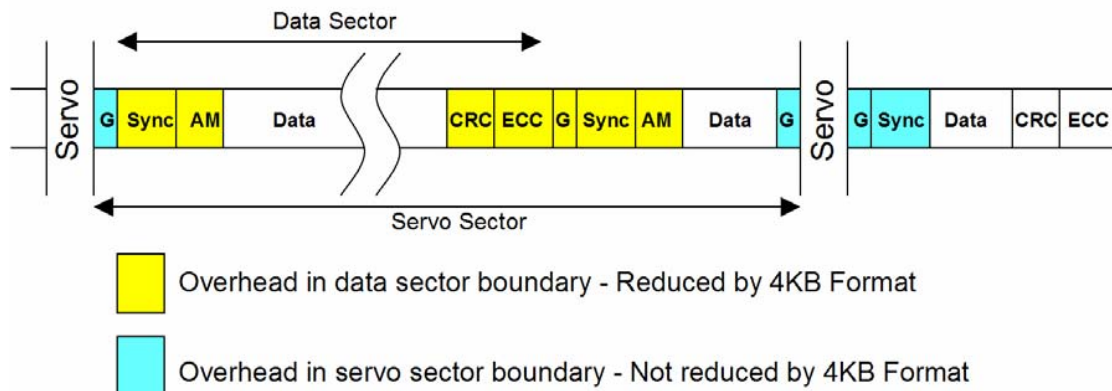 Data Sector
Servo
G Sync AM Data CRC ECC G Sync AM Data G
Servo
G Sync Data CRC ECC
Servo Sector
Overhead in data sector boundary - Reduced by 4KB Format
Overhead in servo sector boundary - Not reduced by 4KB Format